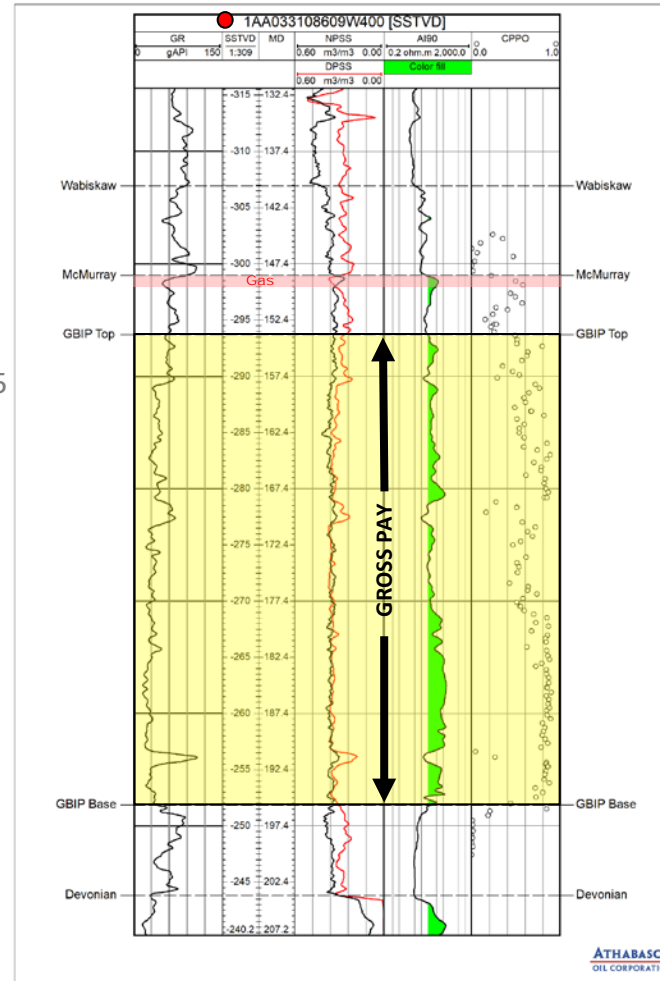 1AA033108609W400 [SSTVD]
GR SSTVD MD NPSS AI90 CPPO
0 gAPI 150 1:309 0.60 m3/m3 0.00 0.2 ohm.m 2,000.0 0.0 1.0
DPSS Color fill
0.60 m3/m3 0.00
-315 132.4
-310 137.4
Wabiskaw Wabiskaw
-305 142.4
-300 147.4
McMurray McMurray
Gas
-295 152.4
GBIP Top GBIP Top
-290 157.4
5
-285 162.4
-280 167.4
-275 172.4
GROSS PAY
-270 177.4
-265 182.4
-260 187.4
-255 192.4
GBIP Base GBIP Base
-250 197.4
-245 202.4
Devonian Devonian
-240.2 207.2
ATHABASC
OIL CORPORATI